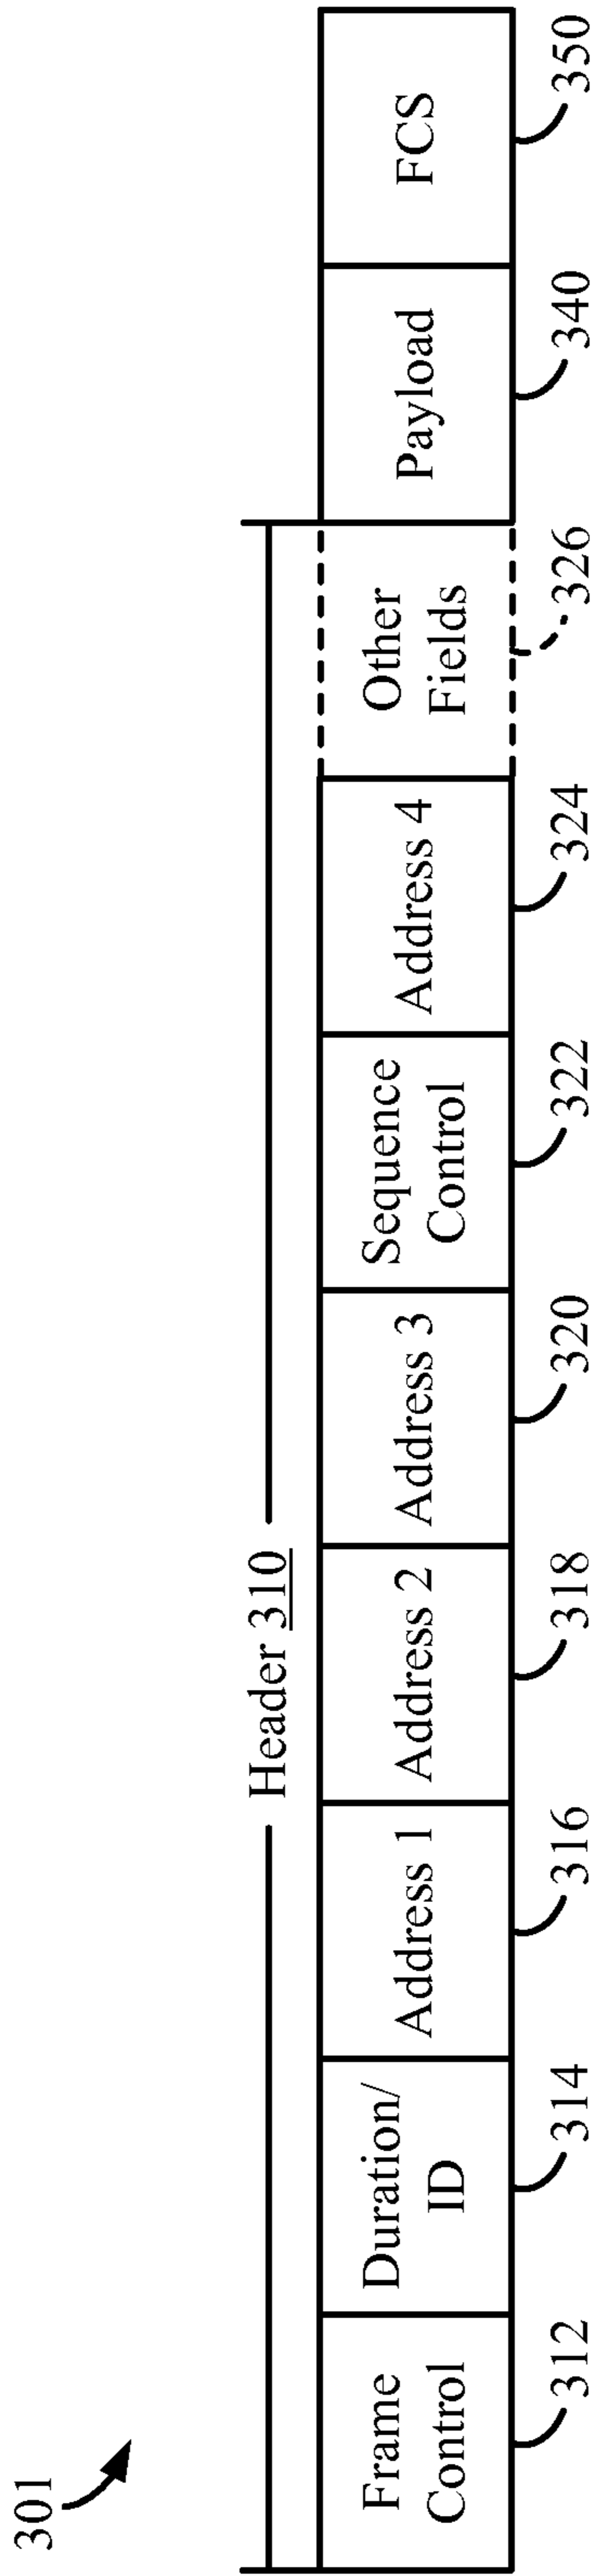 301
Header 310
Frame
Control
Duration/
ID
Address 1
Address 2
Address 3
Sequence
Control
Address 4
Other
Fields
Payload
FCS
312
314
316
318
320
322
324
326
340
350